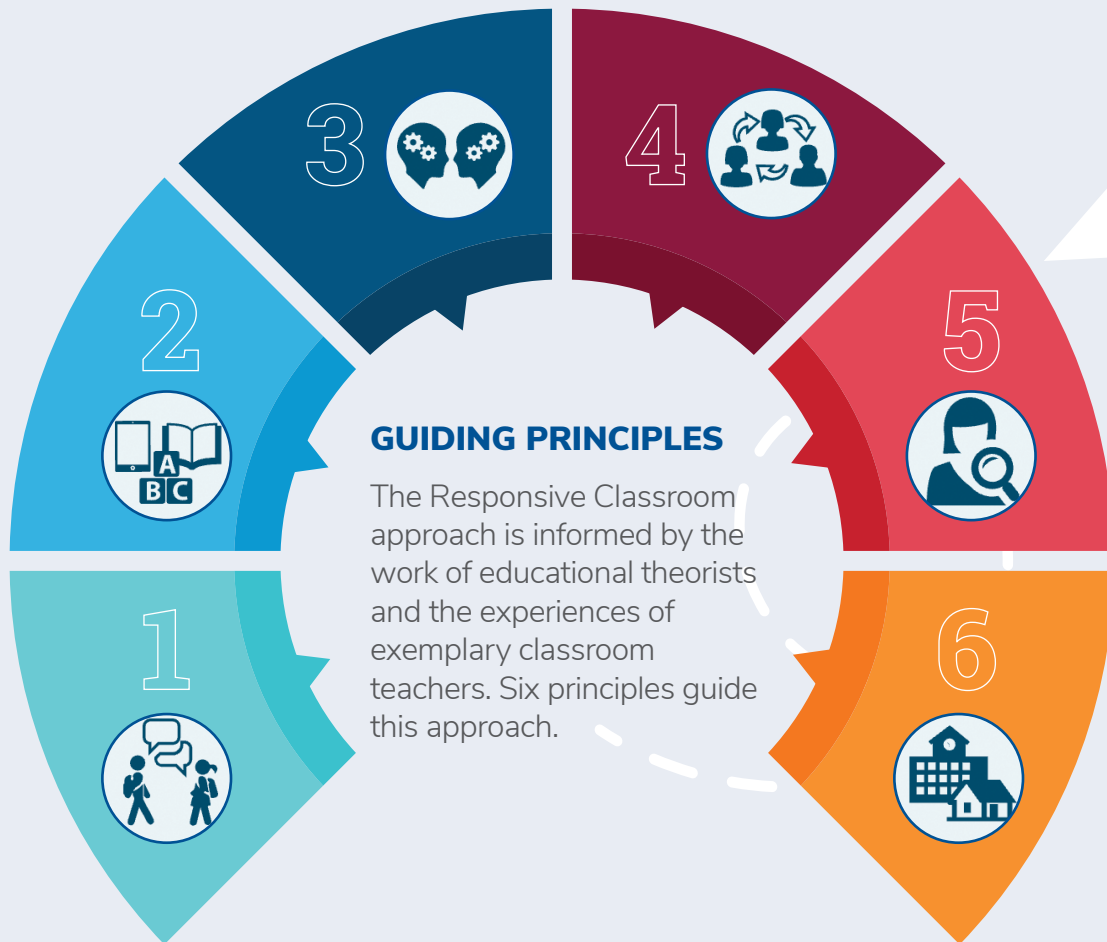 3
4
2
5
A
B C
GUIDING PRINCIPLES
The Responsive Classroom
approach is informed by the
work of educational theorists
and the experiences of
exemplary classroom
teachers. Six principles guide
this approach.
1
6